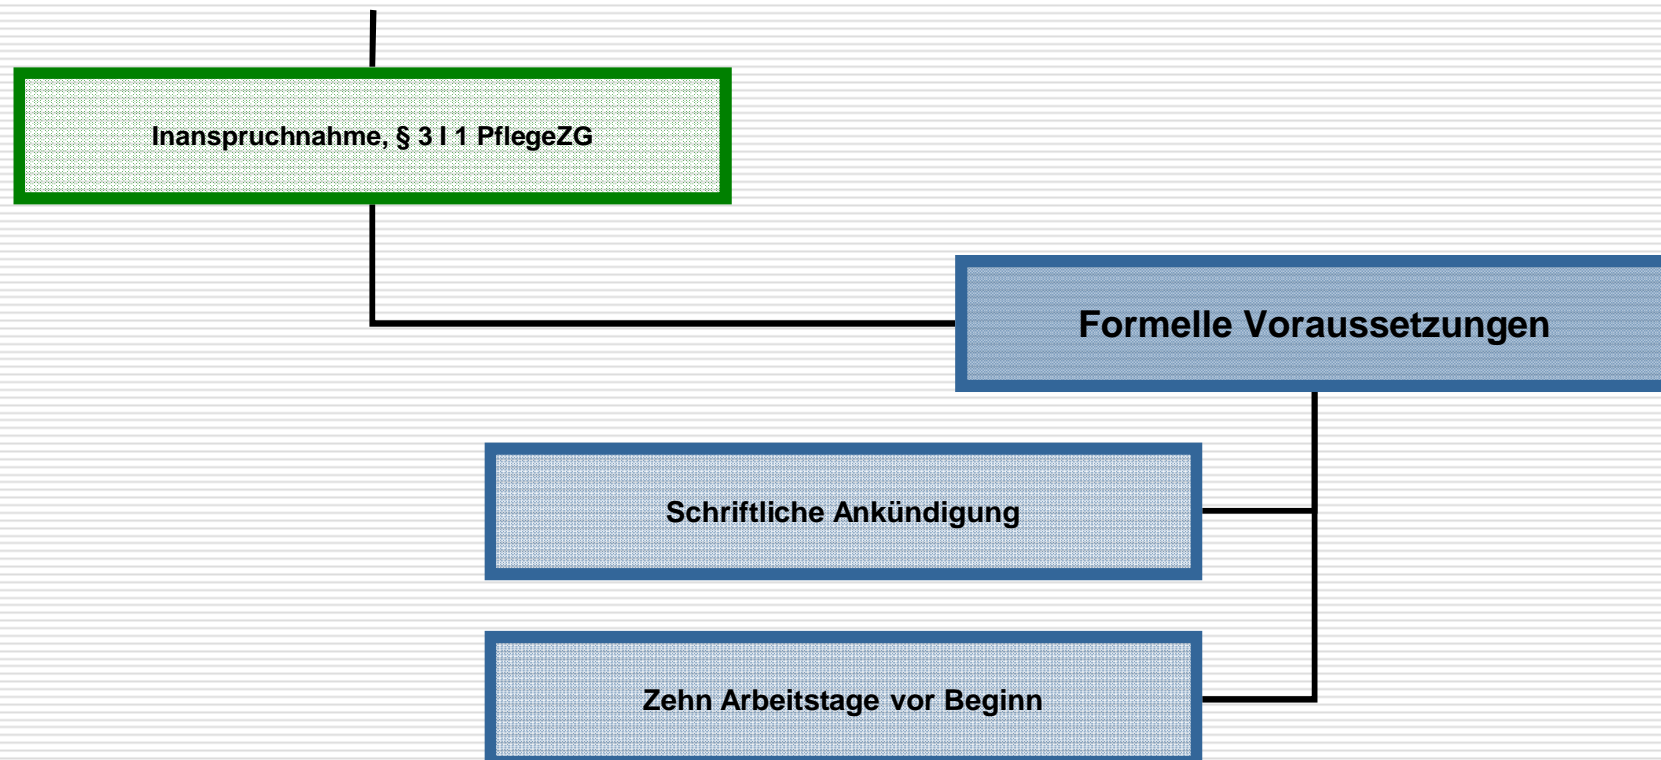 Inanspruchnahme, § 3 I 1 PflegeZG
Formelle Voraussetzungen
Schriftliche Ankündigung
Zehn Arbeitstage vor Beginn